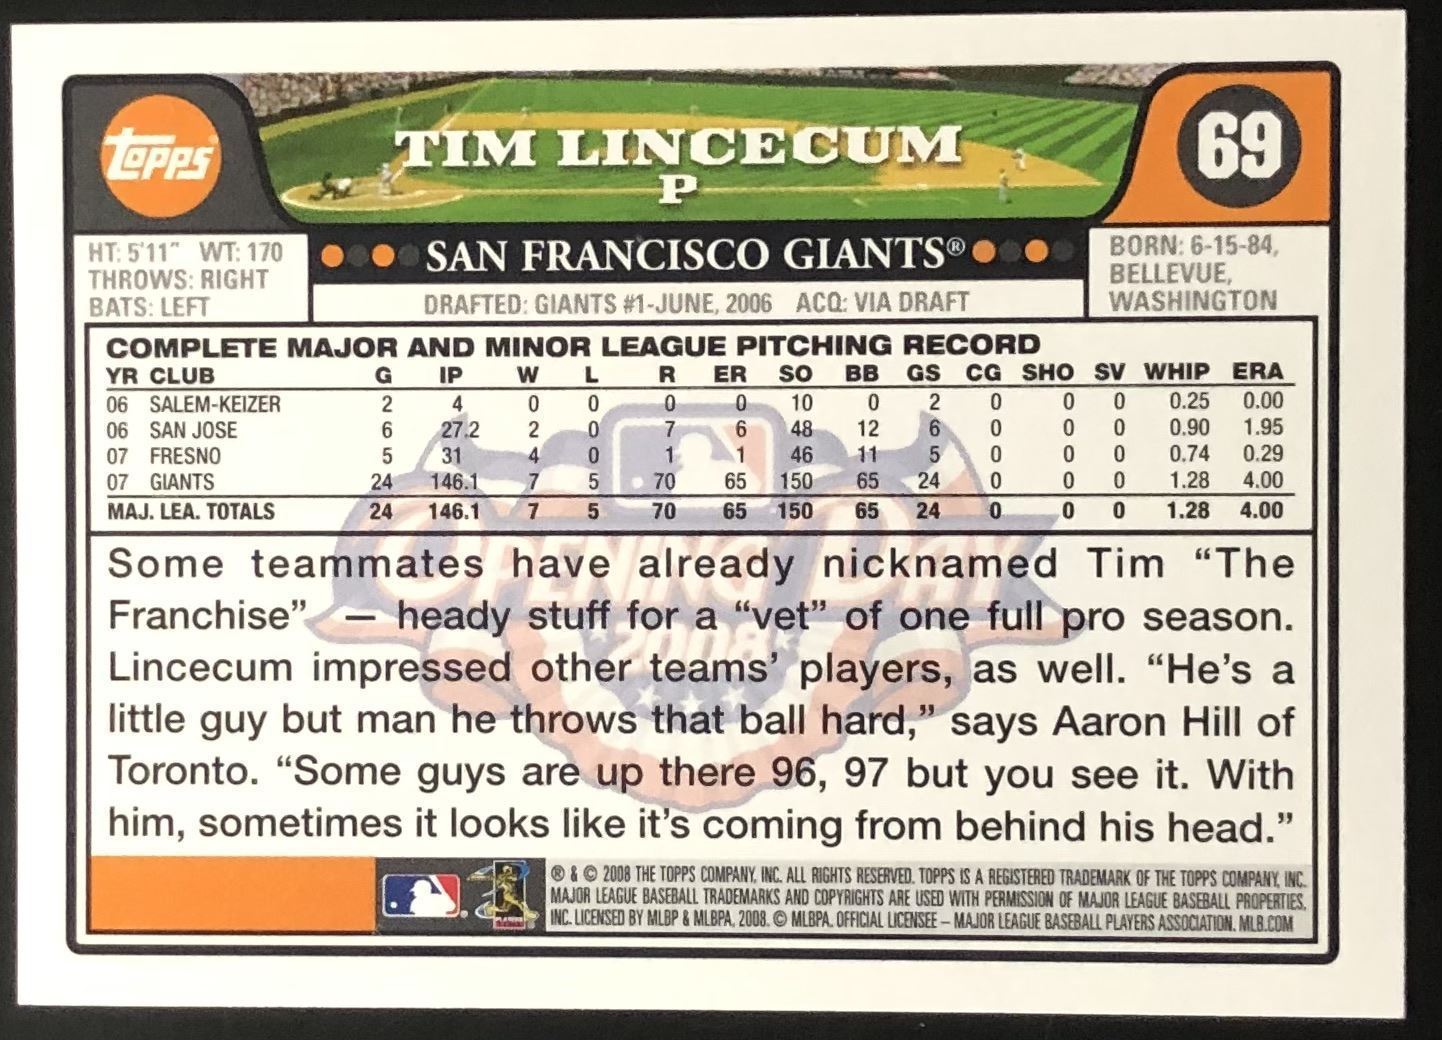 TOPPS
TIM LINCECUM
P
69
HT: 5'11" WT: 170
THROWS: RIGHT
BATS: LEFT
SAN FRANCISCO GIANTS®
DRAFTED: GIANTS #1-JUNE, 2006 ACQ: VIA DRAFT
BORN: 6-15-84,
BELLEVUE,
WASHINGTON
COMPLETE MAJOR AND MINOR LEAGUE PITCHING RECORD
YR CLUB G IP W L R ER SO BB GS CG SHO SV WHIP ERA
06 SALEM-KEIZER 2 4 0 0 0 0 10 0 2 0 0 0 0.25 0.00
06 SAN JOSE 6 27.2 2 0 7 6 48 12 6 0 0 0 0.90 1.95
07 FRESNO 5 31 4 0 1 1 46 11 5 0 0 0 0.74 0.29
07 GIANTS 24 146.1 7 5 70 65 150 65 24 0 0 0 1.28 4.00
MAJ. LEA. TOTALS 24 146.1 7 5 70 65 150 65 24 0 0 0 1.28 4.00
OPENING DAY
2008
Some teammates have already nicknamed Tim “The
Franchise” — heady stuff for a “vet” of one full pro season.
Lincecum impressed other teams’ players, as well. “He’s a
little guy but man he throws that ball hard,” says Aaron Hill of
Toronto. “Some guys are up there 96, 97 but you see it. With
him, sometimes it looks like it’s coming from behind his head.”
® & © 2008 THE TOPPS COMPANY, INC. ALL RIGHTS RESERVED. TOPPS IS A REGISTERED TRADEMARK OF THE TOPPS COMPANY, INC.
MAJOR LEAGUE BASEBALL TRADEMARKS AND COPYRIGHTS ARE USED WITH PERMISSION OF MAJOR LEAGUE BASEBALL PROPERTIES,
INC. LICENSED BY MLBP & MLBPA, 2008. © MLBPA. OFFICIAL LICENSEE – MAJOR LEAGUE BASEBALL PLAYERS ASSOCIATION. MLB.COM